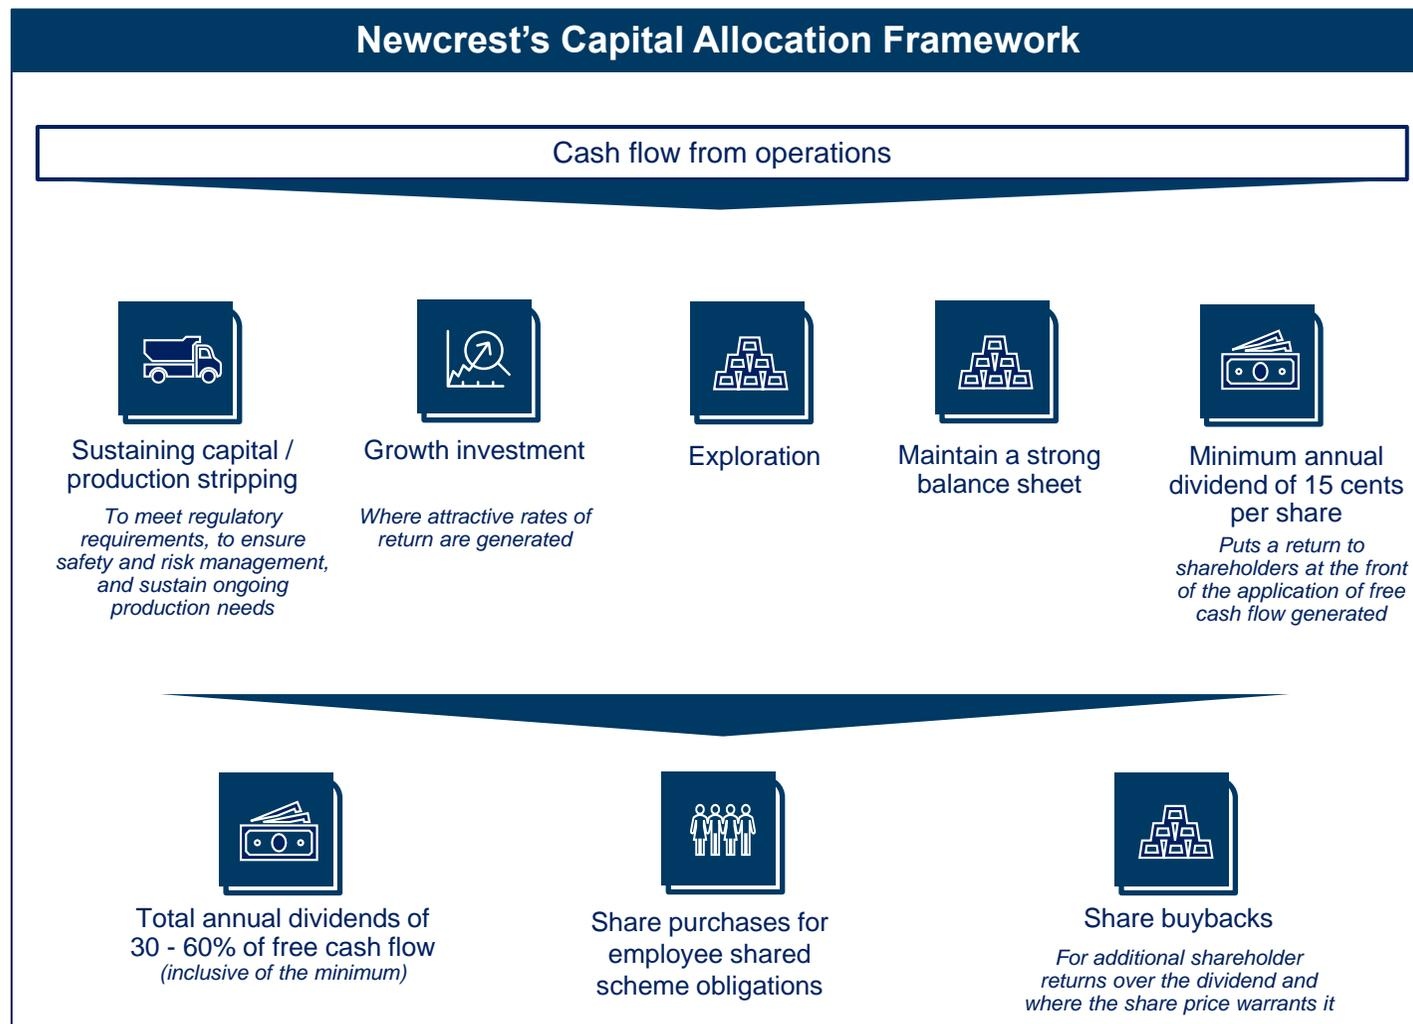 Newcrest’s Capital Allocation Framework
Cash flow from operations
Sustaining capital /
production stripping
To meet regulatory
requirements, to ensure
safety and risk management,
and sustain ongoing
production needs
Growth investment
Where attractive rates of
return are generated
Exploration
Maintain a strong
balance sheet
Minimum annual
dividend of 15 cents
per share
Puts a return to
shareholders at the front
of the application of free
cash flow generated
Total annual dividends of
30 - 60% of free cash flow
(inclusive of the minimum)
Share purchases for
employee shared
scheme obligations
Share buybacks
For additional shareholder
returns over the dividend and
where the share price warrants it